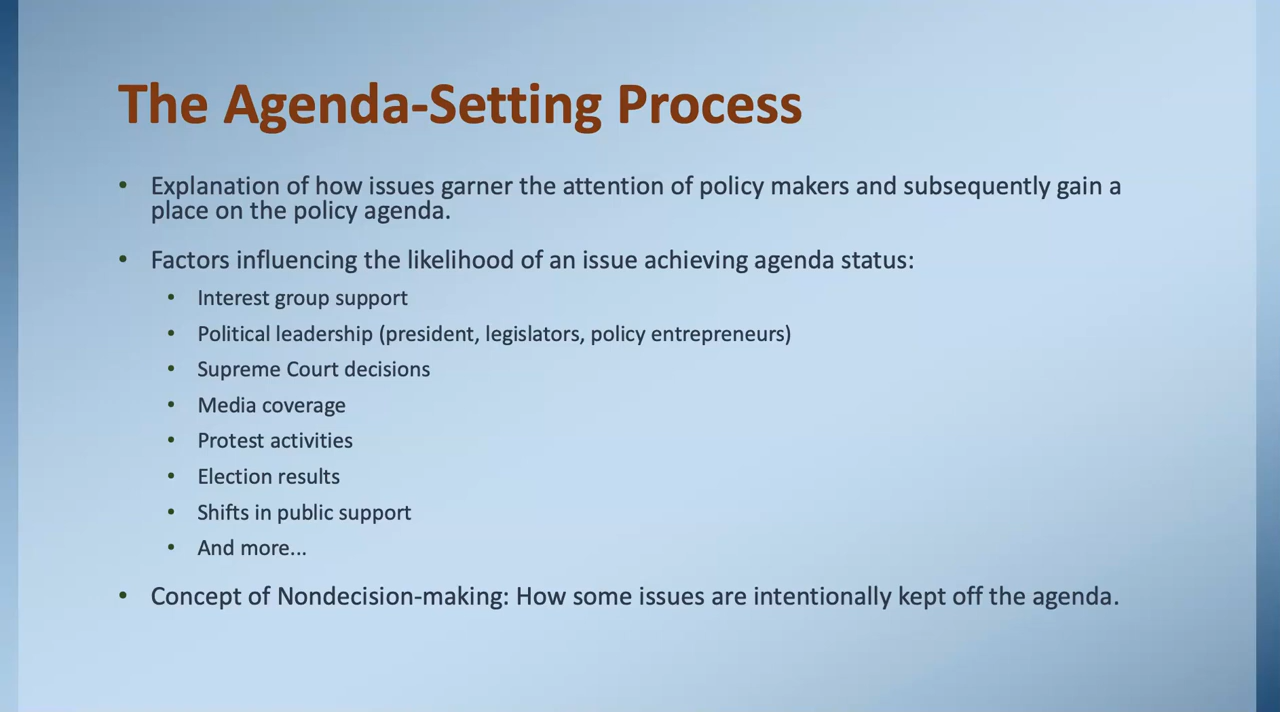 The Agenda-Setting Process
• Explanation of how issues garner the attention of policy makers and subsequently gain a
place on the policy agenda.
• Factors influencing the likelihood of an issue achieving agenda status:
• Interest group support
• Political leadership (president, legislators, policy entrepreneurs)
• Supreme Court decisions
• Media coverage
• Protest activities
• Election results
• Shifts in public support
• And more...
• Concept of Nondecision-making: How some issues are intentionally kept off the agenda.